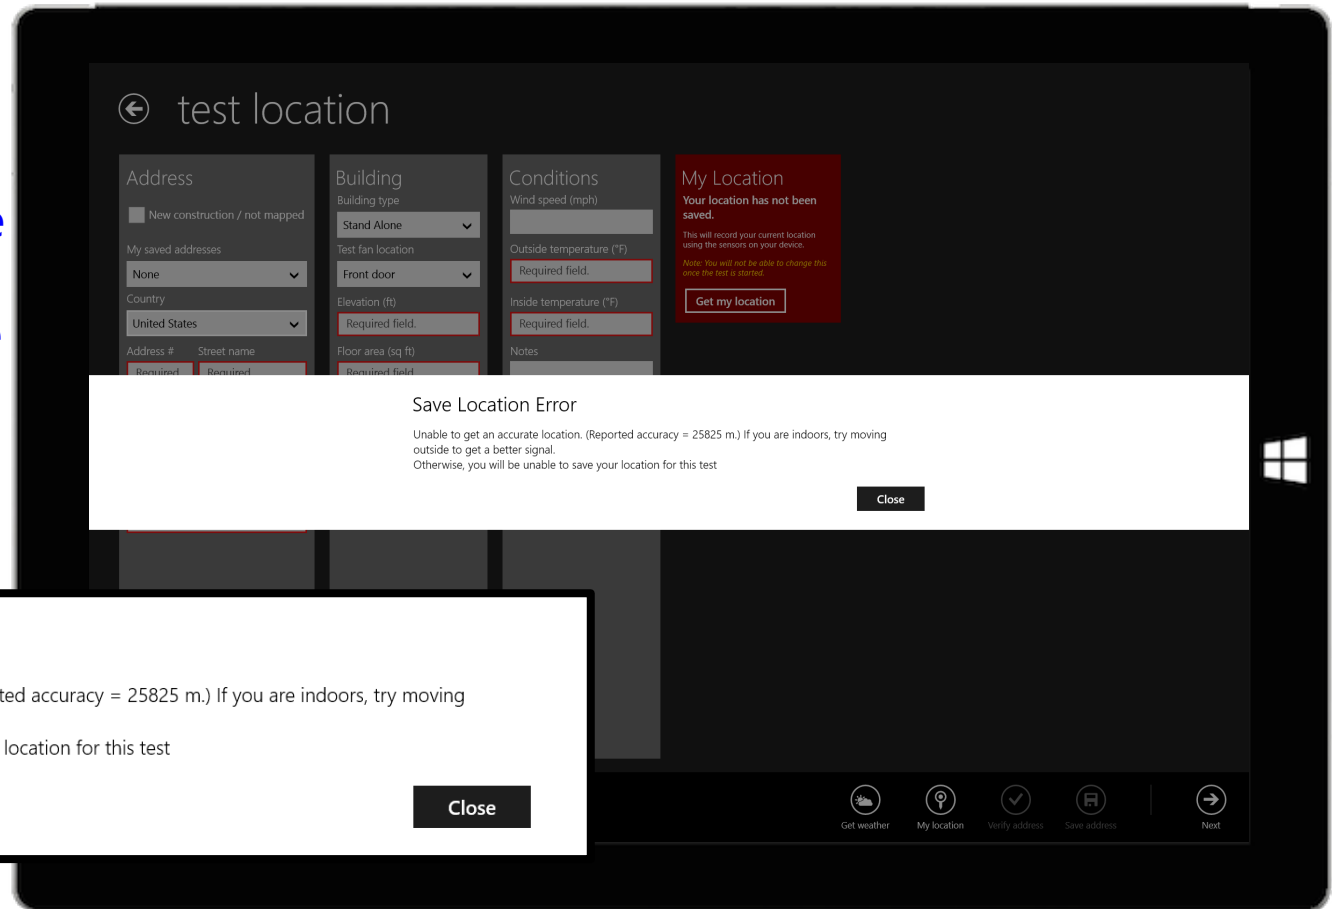 test location
Address
New construction / not mapped
My saved addresses
None
Country
United States
Address # Street name
Required Required
Building
Building type
Stand Alone
Test fan location
Front door
Elevation (ft)
Required field.
Floor area (sq ft)
Required field
Conditions
Wind speed (mph)
Outside temperature (°F)
Required field.
Inside temperature (°F)
Required field.
Notes
My Location
Your location has not been
saved.
This will record your current location
using the sensors on your device.
Note: You will not be able to change this
once the test is started.
Get my location
Save Location Error
Unable to get an accurate location. (Reported accuracy = 25825 m.) If you are indoors, try moving
outside to get a better signal.
Otherwise, you will be unable to save your location for this test
Close
ted accuracy = 25825 m.) If you are indoors, try moving
location for this test
Close
Get weather
My location
Verify address
Save address
Next